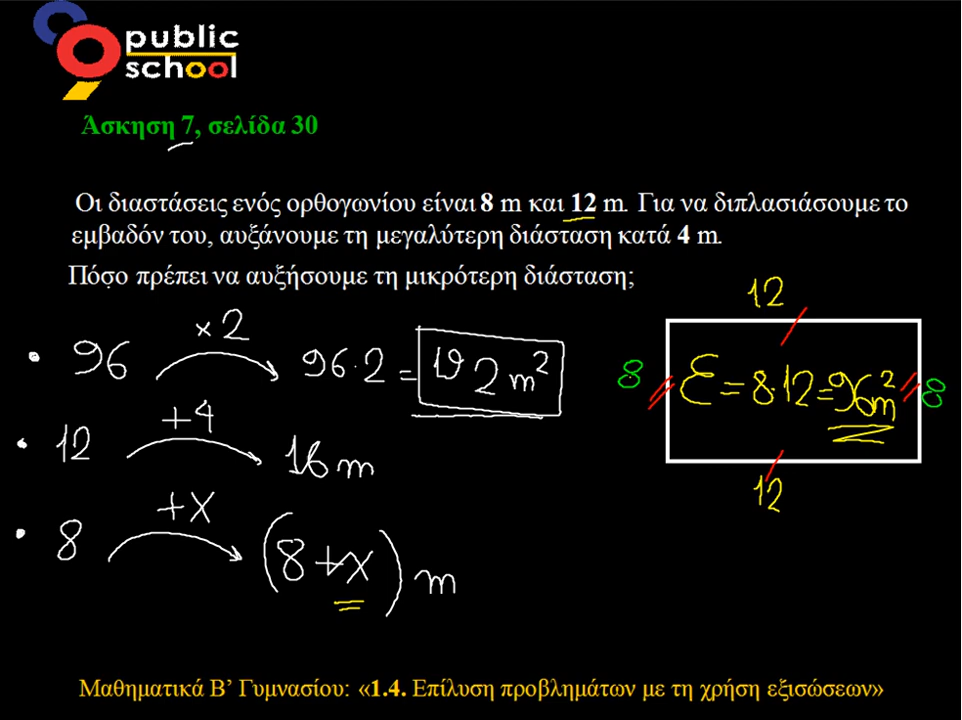 public
school
Άσκηση 7, σελίδα 30
Οι διαστάσεις ενός ορθογωνίου είναι 8 m και 12 m. Για να διπλασιάσουμε το
εμβαδόν του, αυξάνουμε τη μεγαλύτερη διάσταση κατά 4 m.
Πόσο πρέπει να αυξήσουμε τη μικρότερη διάσταση;
12
8 E = 8·12 = 96m² 8
12
• 96 ×2 96·2 = 192 m²
• 12 +4 16 m
• 8 +x (8+x) m
Μαθηματικά Β’ Γυμνασίου: «1.4. Επίλυση προβλημάτων με τη χρήση εξισώσεων»